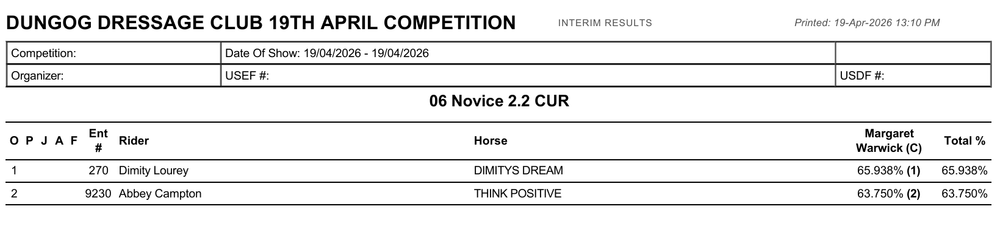 DUNGOG DRESSAGE CLUB 19TH APRIL COMPETITION INTERIM RESULTS Printed: 19-Apr-2026 13:10 PM
Competition: Date Of Show: 19/04/2026 - 19/04/2026
Organizer: USEF #: USDF #:
06 Novice 2.2 CUR
O P J A F Ent # Rider Horse Margaret Warwick (C) Total %
1 270 Dimity Lourey DIMITYS DREAM 65.938% (1) 65.938%
2 9230 Abbey Campton THINK POSITIVE 63.750% (2) 63.750%